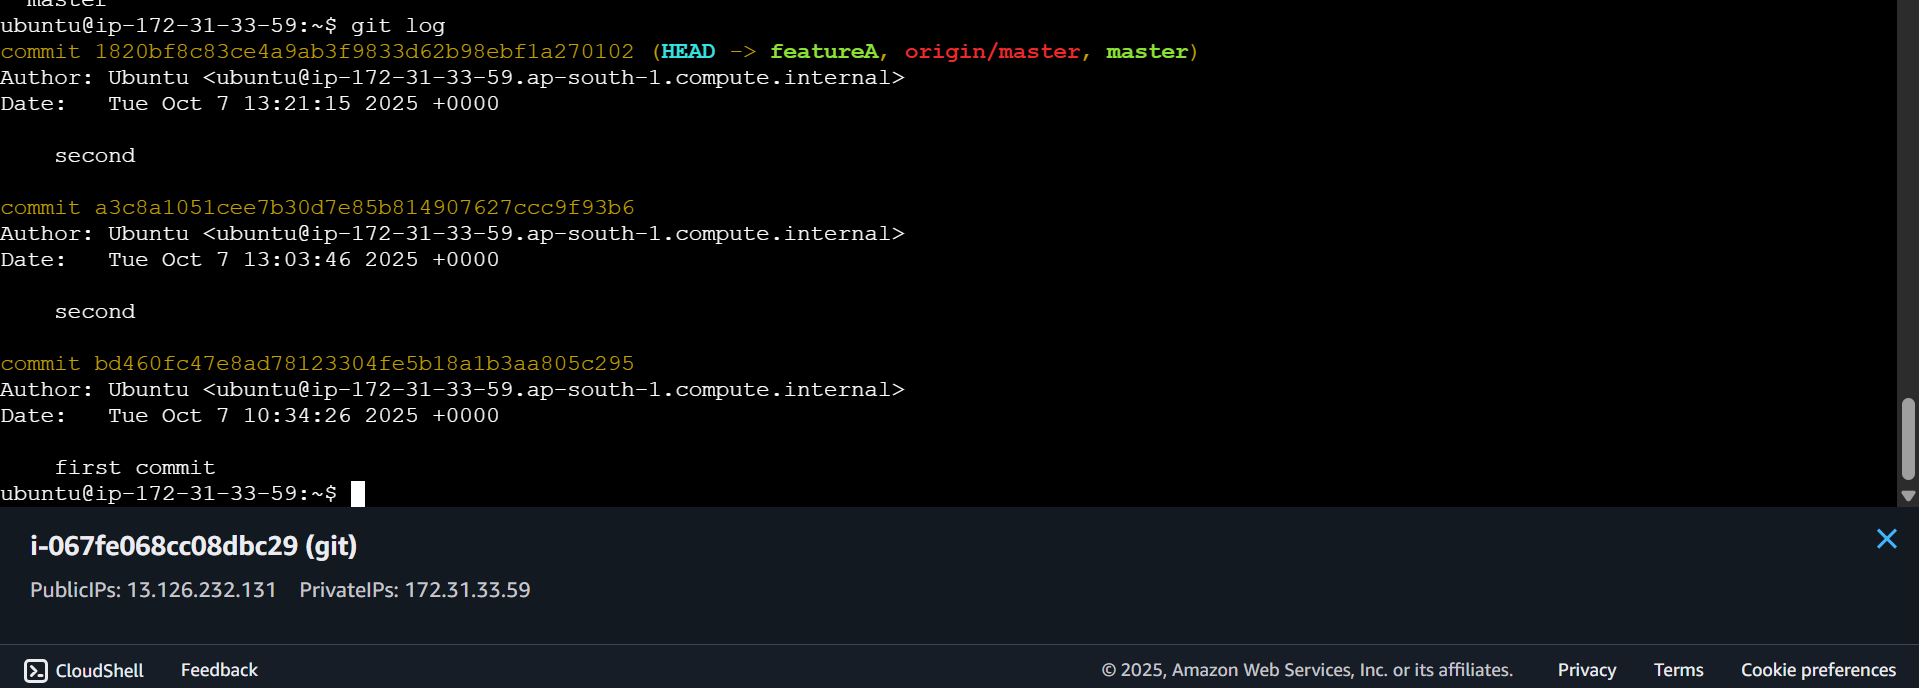 master
ubuntu@ip-172-31-33-59:~$ git log
commit 1820bf8c83ce4a9ab3f9833d62b98ebf1a270102 (HEAD -> featureA, origin/master, master)
Author: Ubuntu <ubuntu@ip-172-31-33-59.ap-south-1.compute.internal>
Date:   Tue Oct 7 13:21:15 2025 +0000
    second
commit a3c8a1051cee7b30d7e85b814907627ccc9f93b6
Author: Ubuntu <ubuntu@ip-172-31-33-59.ap-south-1.compute.internal>
Date:   Tue Oct 7 13:03:46 2025 +0000
    second
commit bd460fc47e8ad78123304fe5b18a1b3aa805c295
Author: Ubuntu <ubuntu@ip-172-31-33-59.ap-south-1.compute.internal>
Date:   Tue Oct 7 10:34:26 2025 +0000
    first commit
ubuntu@ip-172-31-33-59:~$
i-067fe068cc08dbc29 (git)
PublicIPs: 13.126.232.131 PrivateIPs: 172.31.33.59
CloudShell Feedback © 2025, Amazon Web Services, Inc. or its affiliates. Privacy Terms Cookie preferences